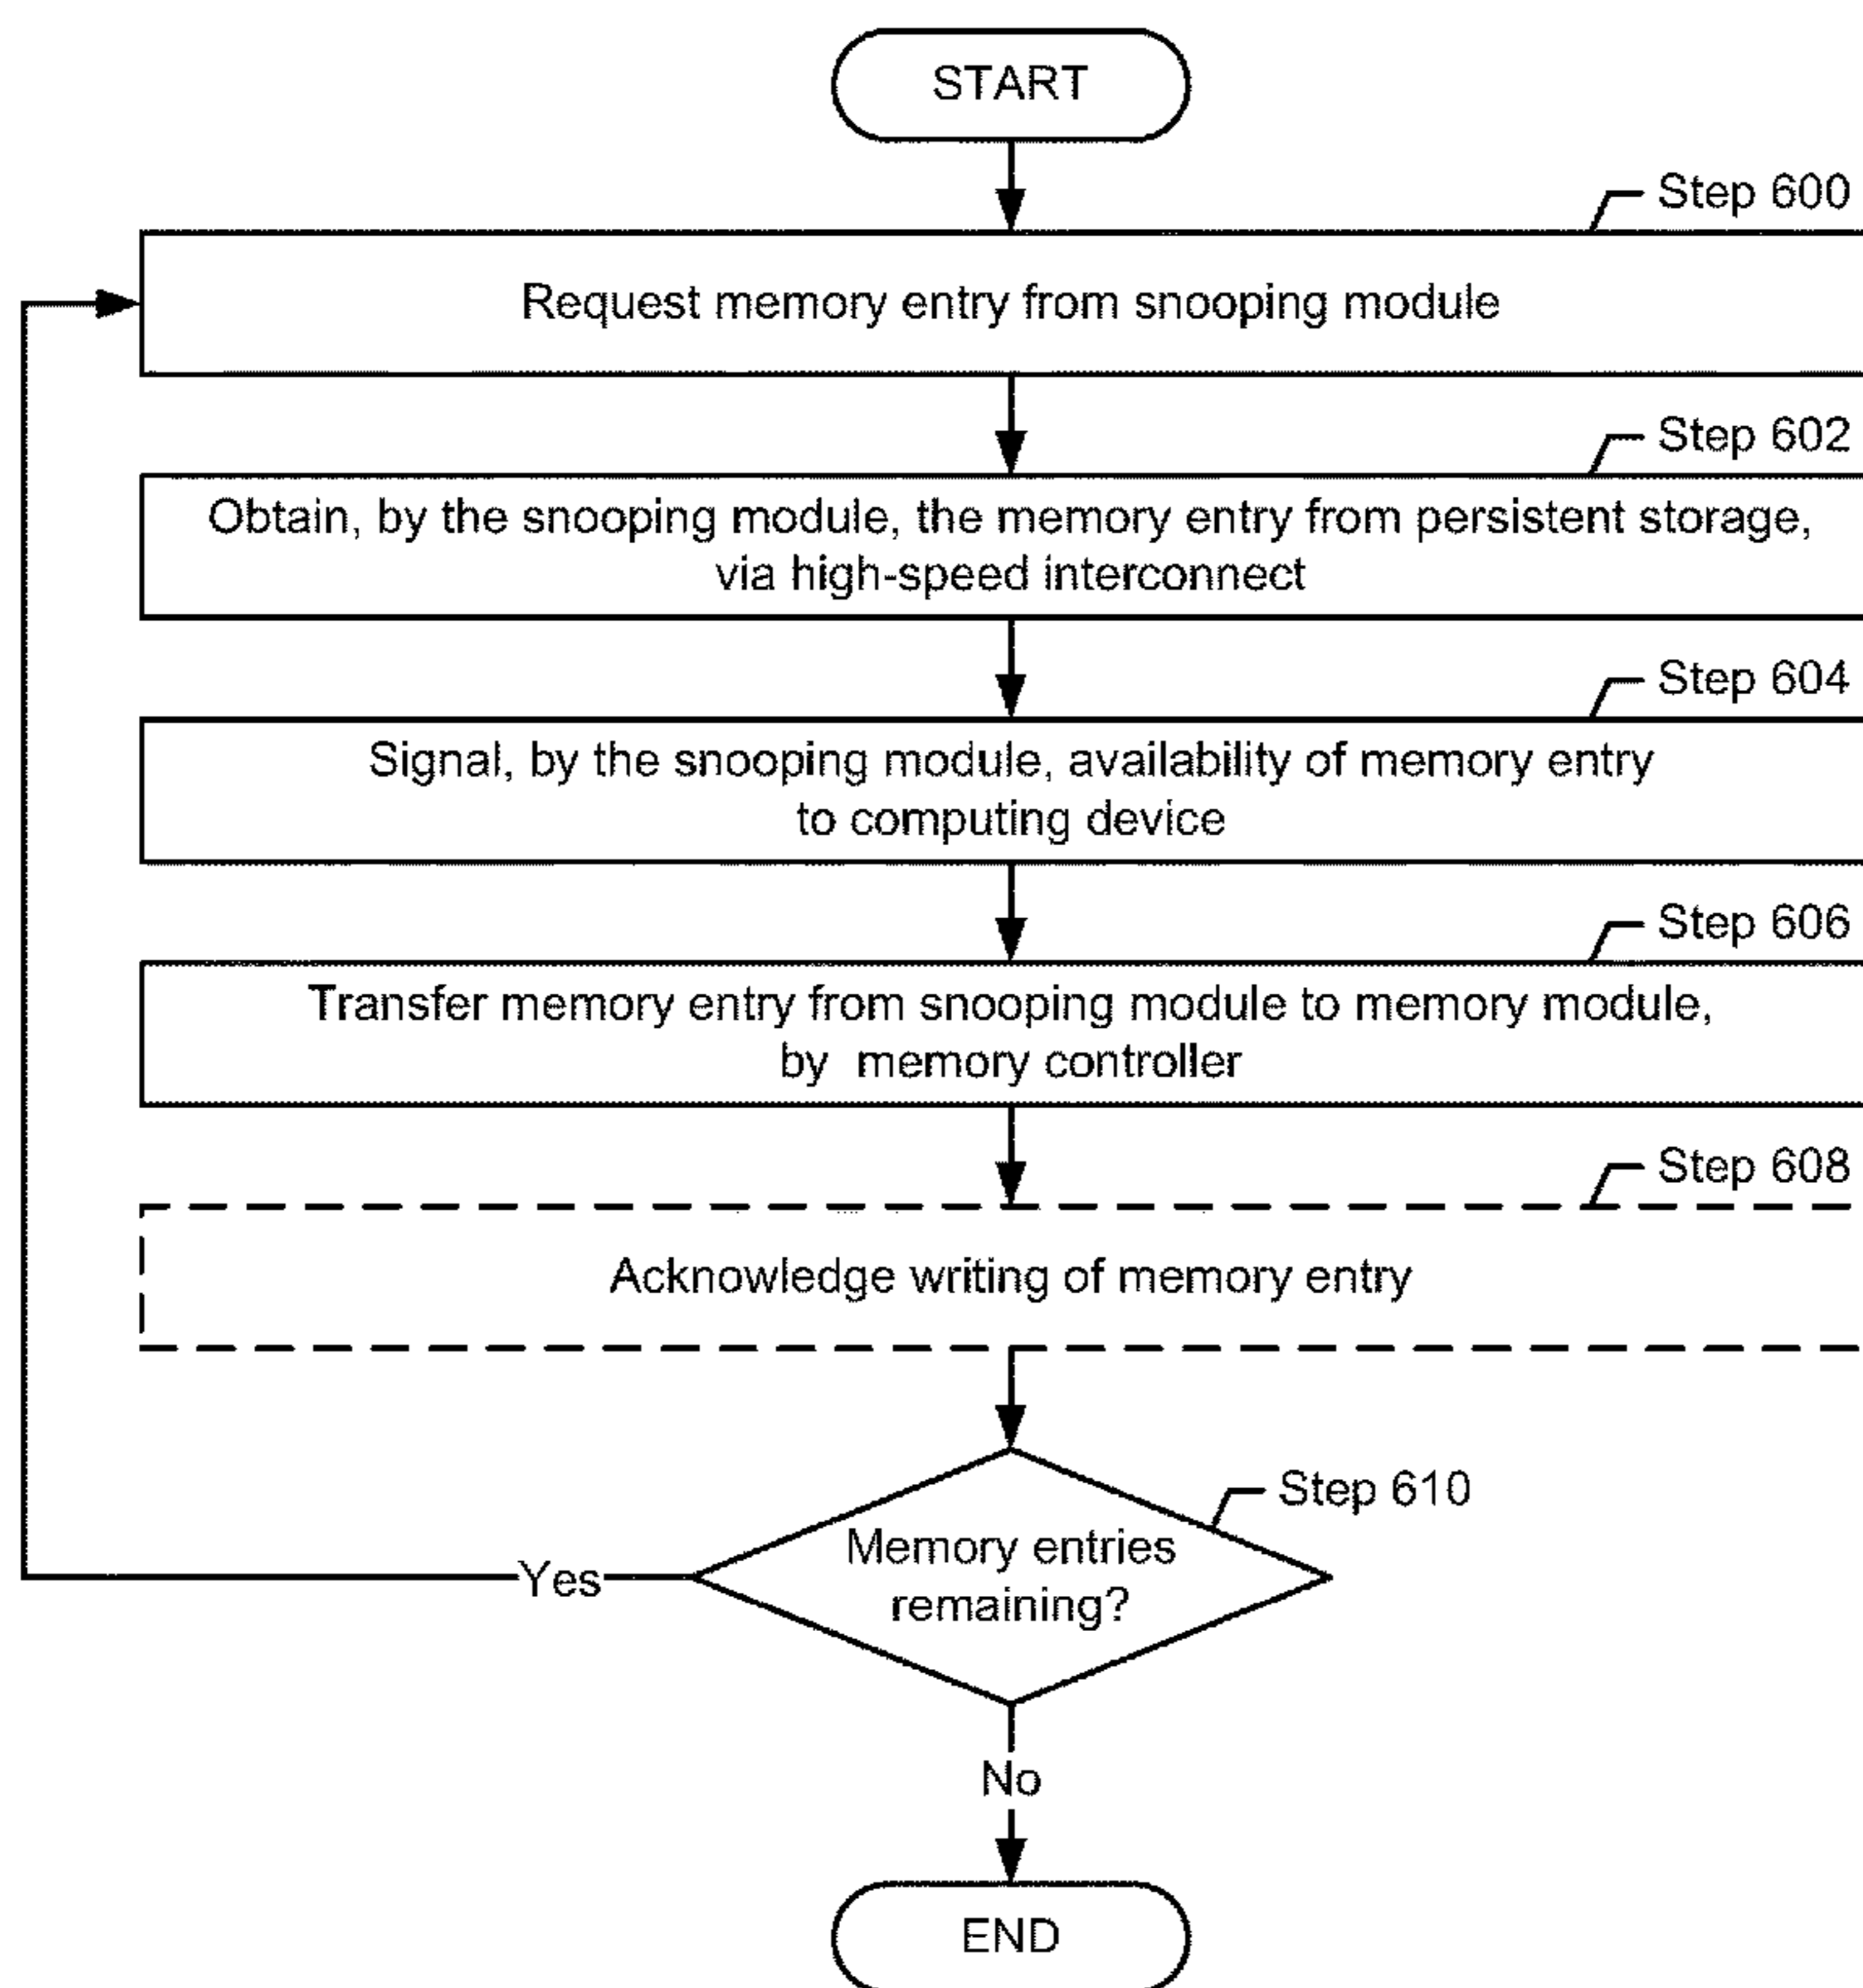 START
Step 600
Request memory entry from snooping module
Step 602
Obtain, by the snooping module, the memory entry from persistent storage,
via high-speed interconnect
Step 604
Signal, by the snooping module, availability of memory entry
to computing device
Step 606
Transfer memory entry from snooping module to memory module,
by memory controller
Step 608
Acknowledge writing of memory entry
Step 610
Memory entries
remaining?
Yes
No
END